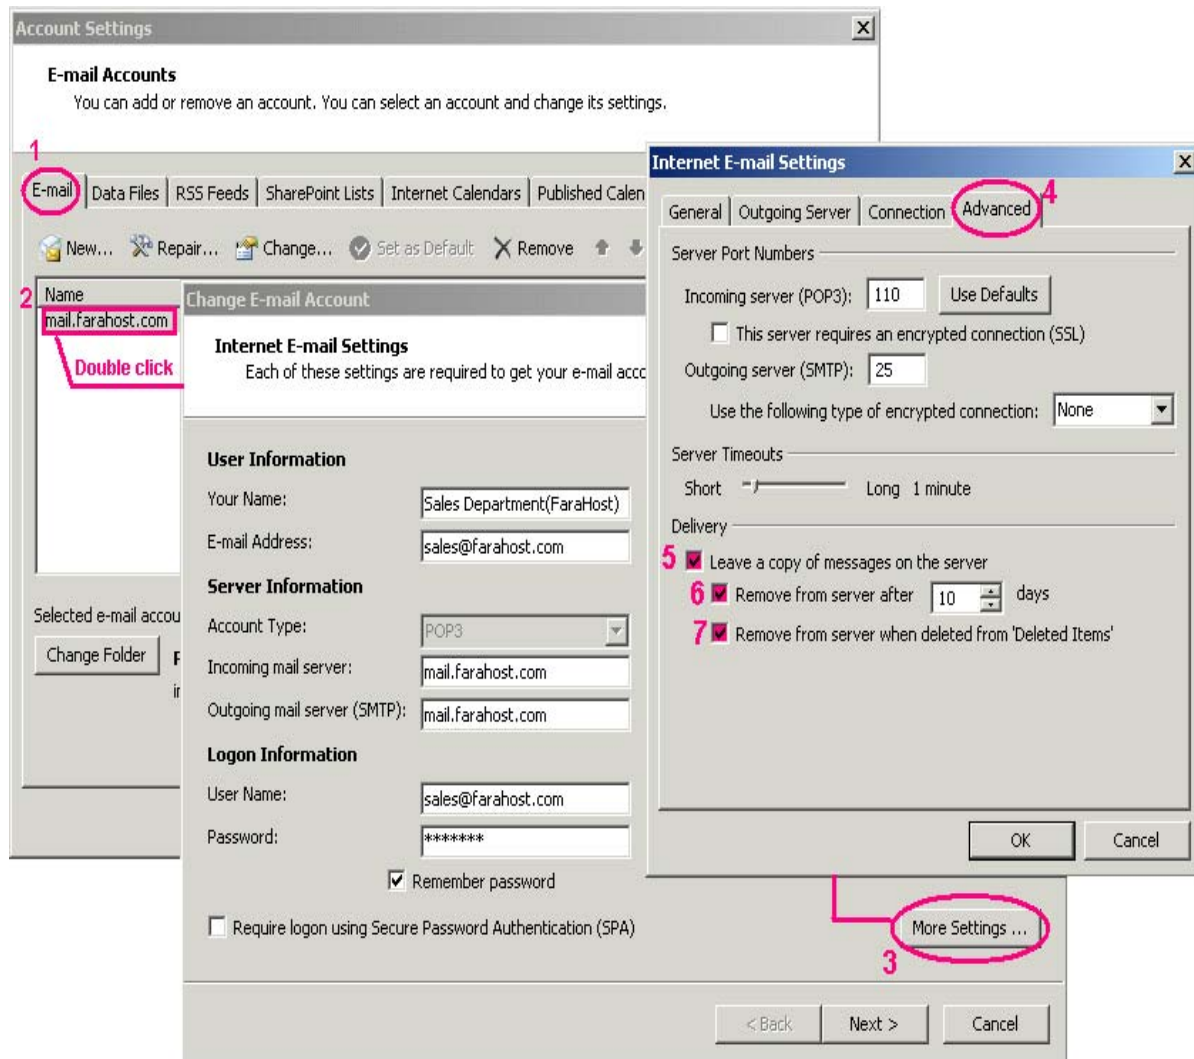 Account Settings
E-mail Accounts
You can add or remove an account. You can select an account and change its settings.
1
E-mail Data Files RSS Feeds SharePoint Lists Internet Calendars Published Calen
New... Repair... Change... Set as Default Remove
2 Name
mail.farahost.com
Double click
Selected e-mail accou
Change Folder
Change E-mail Account
Internet E-mail Settings
Each of these settings are required to get your e-mail acco
User Information
Your Name: Sales Department(FaraHost)
E-mail Address: sales@farahost.com
Server Information
Account Type: POP3
Incoming mail server: mail.farahost.com
Outgoing mail server (SMTP): mail.farahost.com
Logon Information
User Name: sales@farahost.com
Password: *******
Remember password
Require logon using Secure Password Authentication (SPA)
More Settings ...
3
< Back Next > Cancel
Internet E-mail Settings
4
General Outgoing Server Connection Advanced
Server Port Numbers
Incoming server (POP3): 110 Use Defaults
This server requires an encrypted connection (SSL)
Outgoing server (SMTP): 25
Use the following type of encrypted connection: None
Server Timeouts
Short Long 1 minute
Delivery
5 Leave a copy of messages on the server
6 Remove from server after 10 days
7 Remove from server when deleted from 'Deleted Items'
OK Cancel